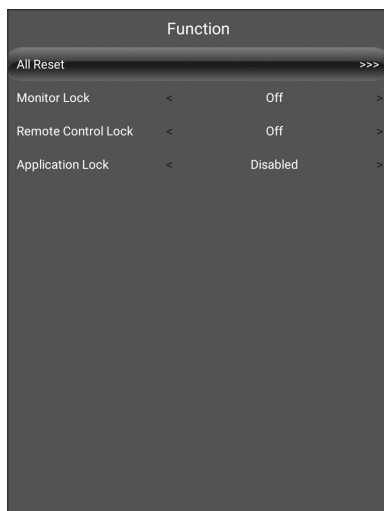 Function
All Reset >>>
Monitor Lock < Off >
Remote Control Lock < Off >
Application Lock < Disabled >